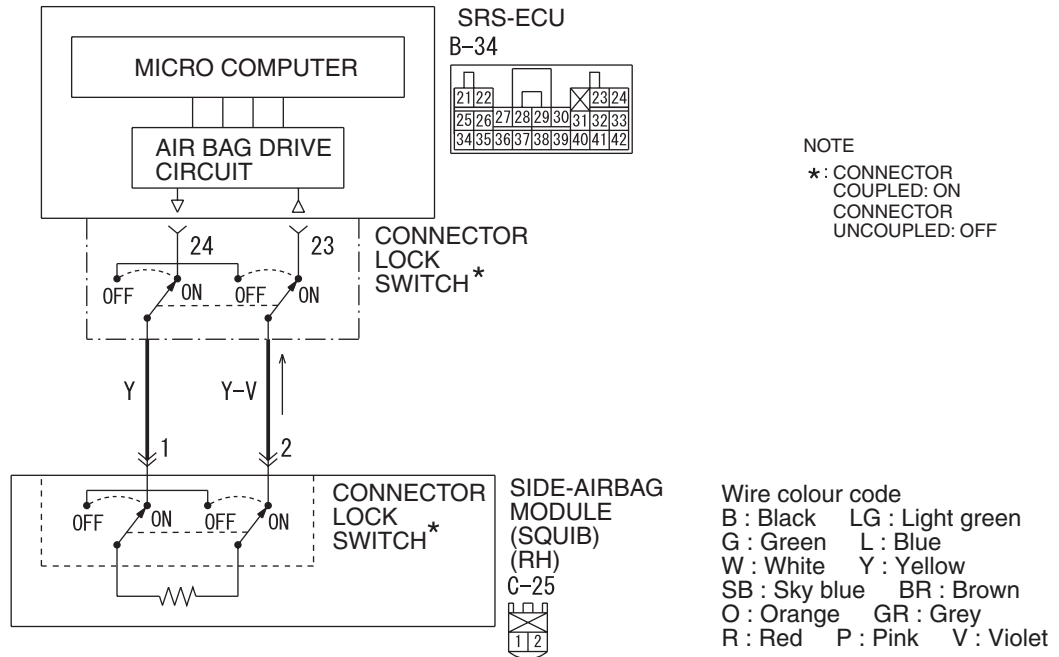 SRS-ECU
B-34
MICRO COMPUTER
21 22 23 24
25 26 27 28 29 30 31 32 33
34 35 36 37 38 39 40 41 42
AIR BAG DRIVE
CIRCUIT
NOTE
*: CONNECTOR
COUPLED: ON
CONNECTOR
UNCOUPLED: OFF
24 23
CONNECTOR
LOCK
SWITCH*
OFF ON OFF ON
Y Y-V
1 2
CONNECTOR
LOCK
SWITCH*
OFF ON OFF ON
SIDE-AIRBAG
MODULE
(SQUIB)
(RH)
C-25
1 2
Wire colour code
B : Black LG : Light green
G : Green L : Blue
W : White Y : Yellow
SB : Sky blue BR : Brown
O : Orange GR : Grey
R : Red P : Pink V : Violet